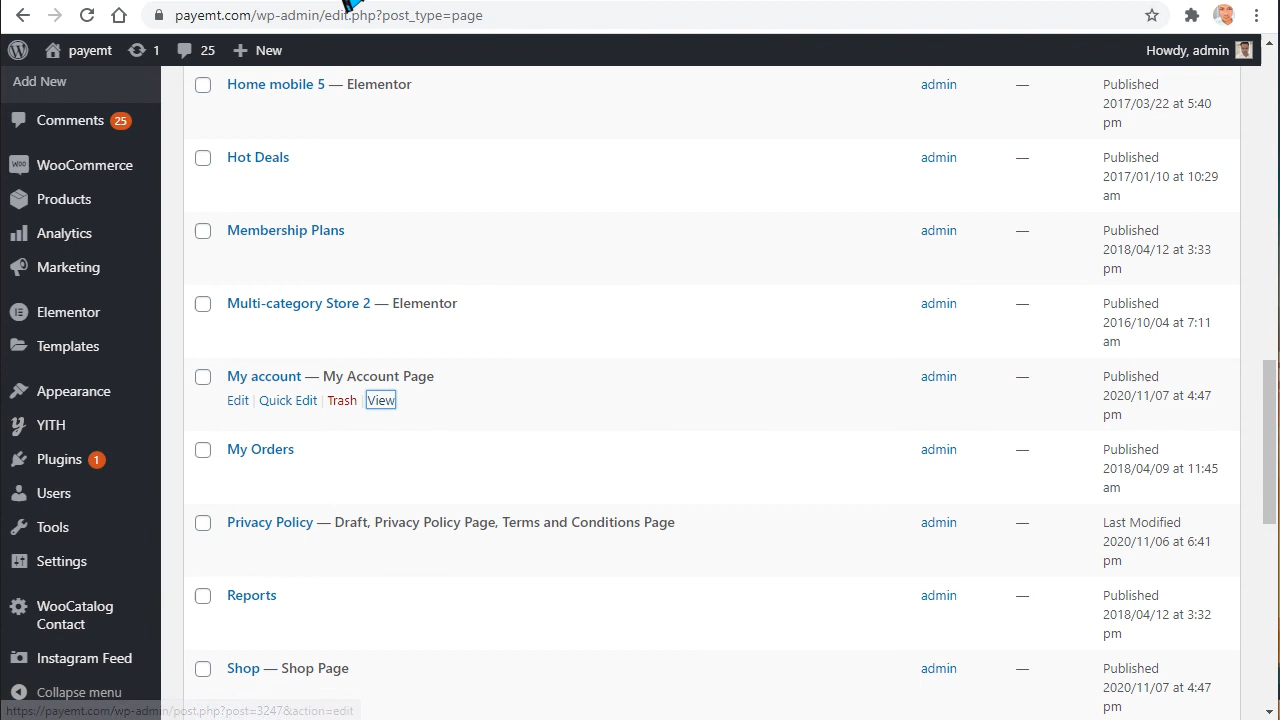 payemt.com/wp-admin/edit.php?post_type=page
payemt
1
25
New
Howdy, admin
Add New
Comments 25
WooCommerce
Products
Analytics
Marketing
Elementor
Templates
Appearance
YITH
Plugins 1
Users
Tools
Settings
WooCatalog
Contact
Instagram Feed
Collapse menu
Home mobile 5 — Elementor
admin
—
Published
2017/03/22 at 5:40
pm
Hot Deals
admin
—
Published
2017/01/10 at 10:29
am
Membership Plans
admin
—
Published
2018/04/12 at 3:33
pm
Multi-category Store 2 — Elementor
admin
—
Published
2016/10/04 at 7:11
am
My account — My Account Page
Edit | Quick Edit | Trash | View
admin
—
Published
2020/11/07 at 4:47
pm
My Orders
admin
—
Published
2018/04/09 at 11:45
am
Privacy Policy — Draft, Privacy Policy Page, Terms and Conditions Page
admin
—
Last Modified
2020/11/06 at 6:41
pm
Reports
admin
—
Published
2018/04/12 at 3:32
pm
Shop — Shop Page
admin
—
Published
2020/11/07 at 4:47
pm
https://payemt.com/wp-admin/post.php?post=3247&action=edit